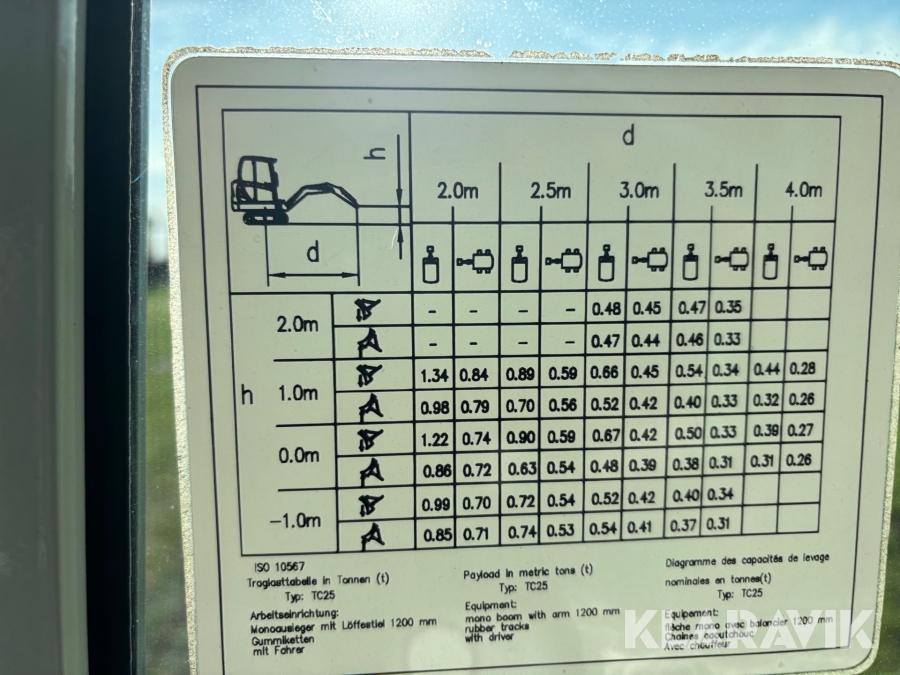 h
d
d
2.0m 2.5m 3.0m 3.5m 4.0m
h
2.0m
- - - - 0.48 0.45 0.47 0.35
- - - - 0.47 0.44 0.46 0.33
1.0m
1.34 0.84 0.89 0.59 0.66 0.45 0.54 0.34 0.44 0.28
0.98 0.79 0.70 0.56 0.52 0.42 0.40 0.33 0.32 0.26
0.0m
1.22 0.74 0.90 0.59 0.67 0.42 0.50 0.33 0.39 0.27
0.86 0.72 0.63 0.54 0.48 0.39 0.38 0.31 0.31 0.26
-1.0m
0.99 0.70 0.72 0.54 0.52 0.42 0.40 0.34
0.85 0.71 0.74 0.53 0.54 0.41 0.37 0.31
ISO 10567
Traglasttabelle in Tonnen (t)
Typ: TC25
Arbeitseinrichtung:
Monoausleger mit Löffestiel 1200 mm
Gummiketten
mit Fahrer
Payload in metric tons (t)
Typ: TC25
Equipment:
mono boom with arm 1200 mm
rubber tracks
with driver
Diagramme des capacités de levage
nominales en tonnes(t)
Typ: TC25
Equipement:
flèche mono avec balancier 1200 mm
Chaines caoutchouc
Avec chauffeur
KLARAVIK